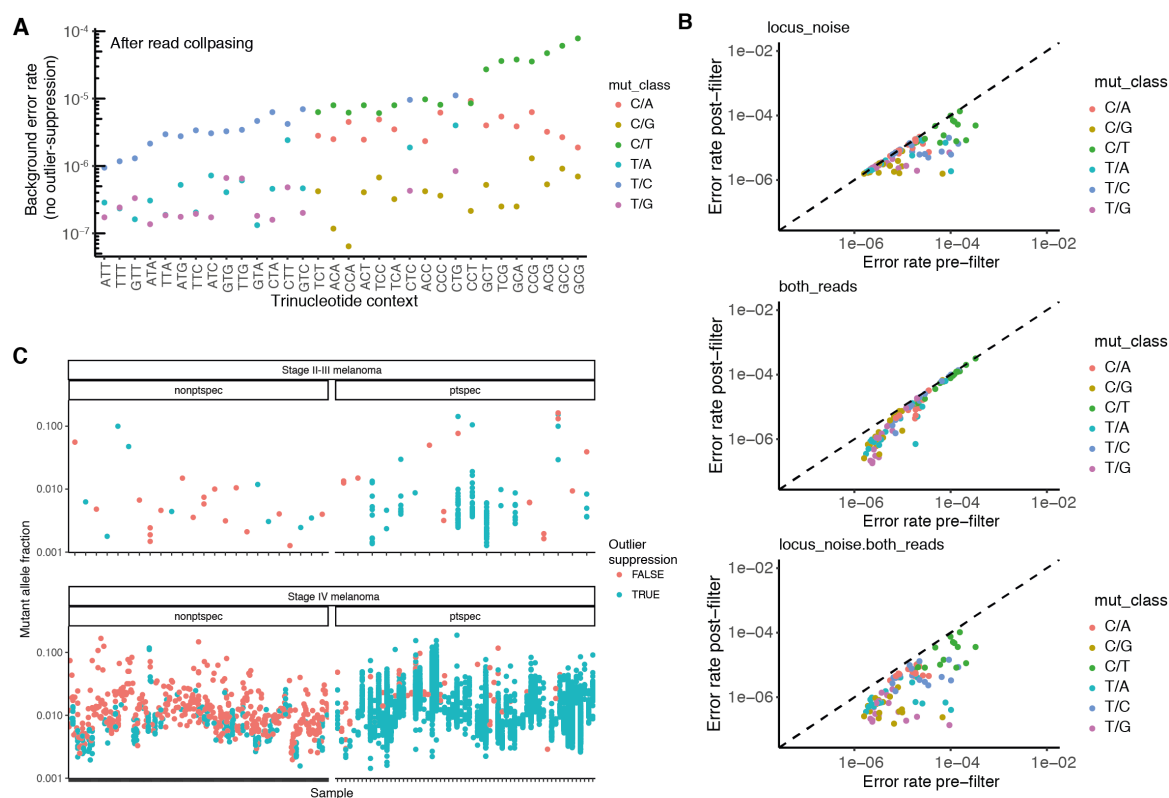 A
After read collpasing
Background error rate
(no outlier-suppression)
10-4
10-5
10-6
10-7
ATT
TTT
GTT
ATA
TTA
ATG
TTC
ATC
GTG
TTG
GTA
CTA
CTT
GTC
TCT
ACA
CCA
ACT
TCC
TCA
CTC
ACC
CCC
CTG
CCT
GCT
TCG
GCA
CCG
ACG
GCC
GCG
Trinucleotide context
mut_class
C/A
C/G
C/T
T/A
T/C
T/G
B
locus_noise
Error rate post-filter
1e-02
1e-04
1e-06
1e-06 1e-04 1e-02
Error rate pre-filter
mut_class
C/A
C/G
C/T
T/A
T/C
T/G
both_reads
Error rate post-filter
1e-02
1e-04
1e-06
1e-06 1e-04 1e-02
Error rate pre-filter
mut_class
C/A
C/G
C/T
T/A
T/C
T/G
locus_noise.both_reads
Error rate post-filter
1e-02
1e-04
1e-06
1e-06 1e-04 1e-02
Error rate pre-filter
mut_class
C/A
C/G
C/T
T/A
T/C
T/G
C
Stage II-III melanoma
nonptspec ptspec
0.100
0.010
0.001
Mutant allele fraction
Stage IV melanoma
nonptspec ptspec
0.100
0.010
0.001
Sample
Outlier
suppression
FALSE
TRUE